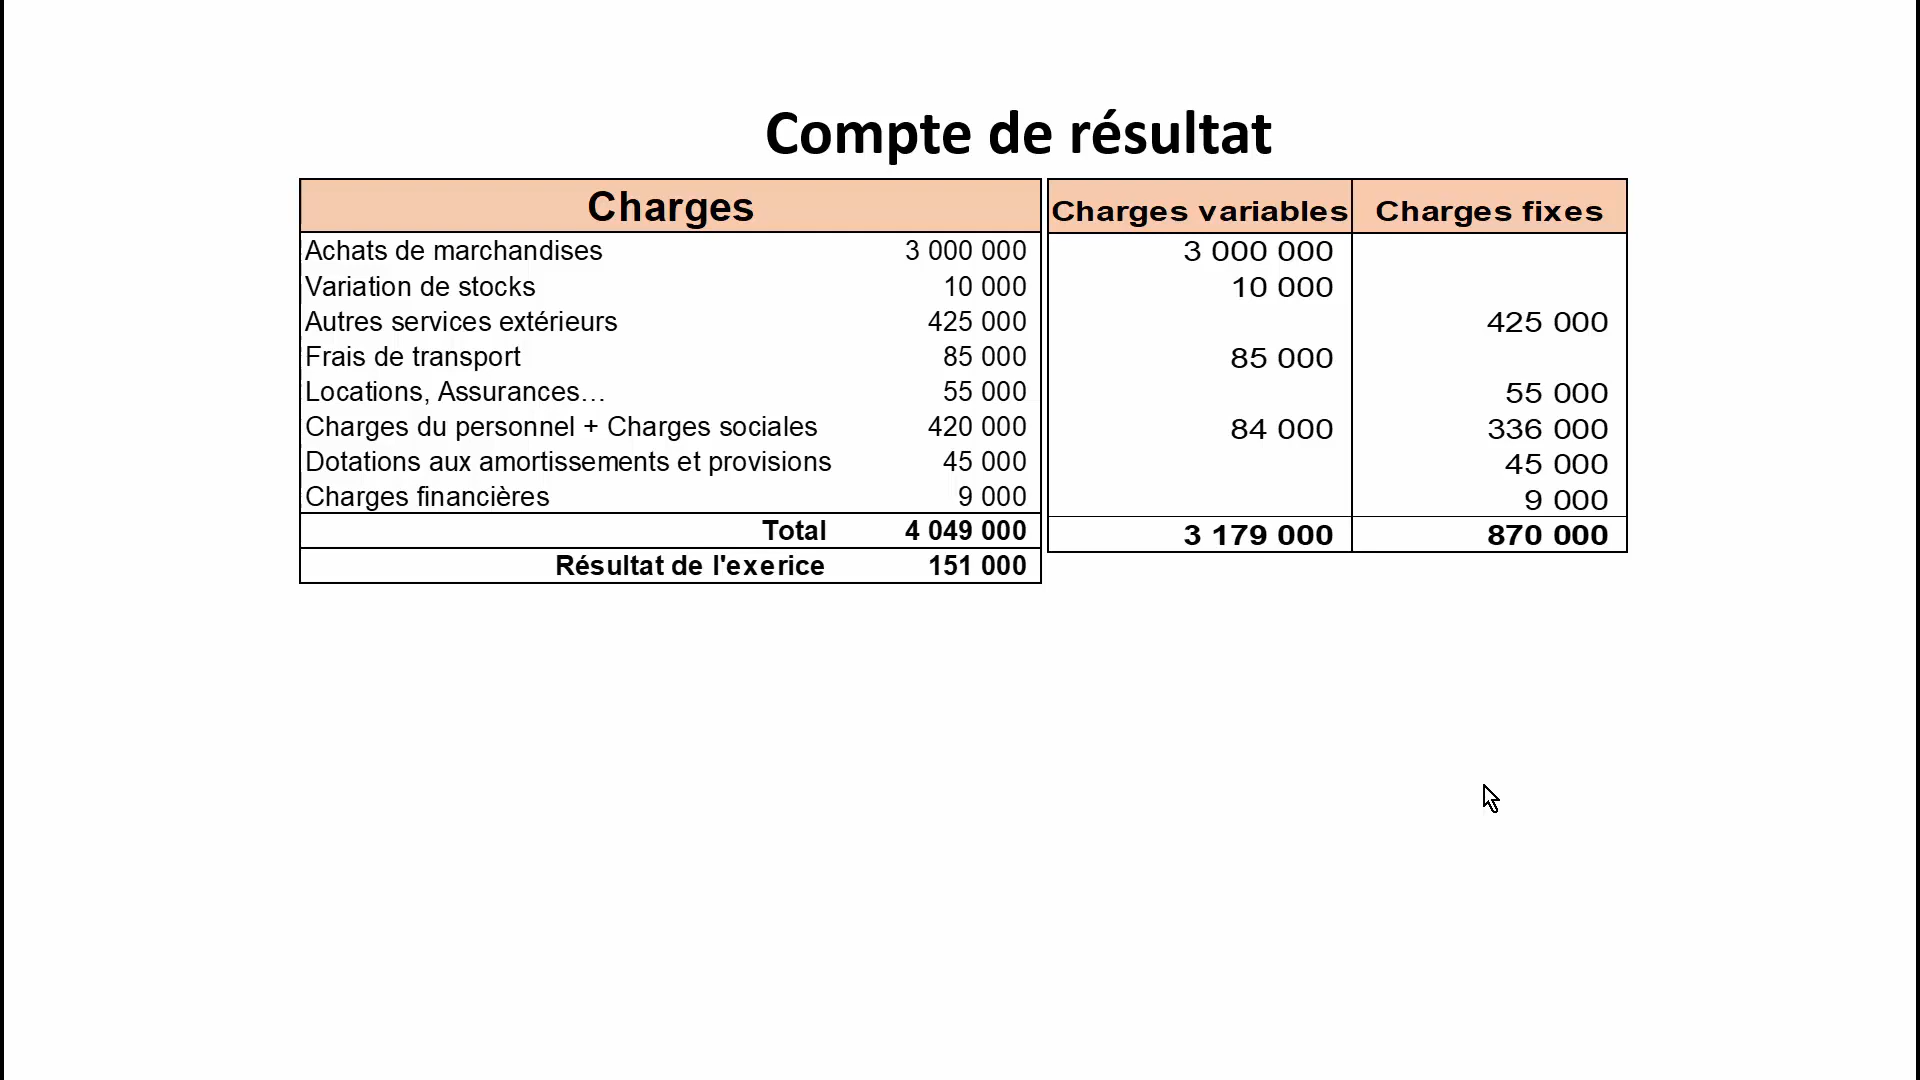 Compte de résultat
Charges Charges variables Charges fixes
Achats de marchandises 3 000 000 3 000 000
Variation de stocks 10 000 10 000
Autres services extérieurs 425 000 425 000
Frais de transport 85 000 85 000
Locations, Assurances… 55 000 55 000
Charges du personnel + Charges sociales 420 000 84 000 336 000
Dotations aux amortissements et provisions 45 000 45 000
Charges financières 9 000 9 000
Total 4 049 000 3 179 000 870 000
Résultat de l'exerice 151 000